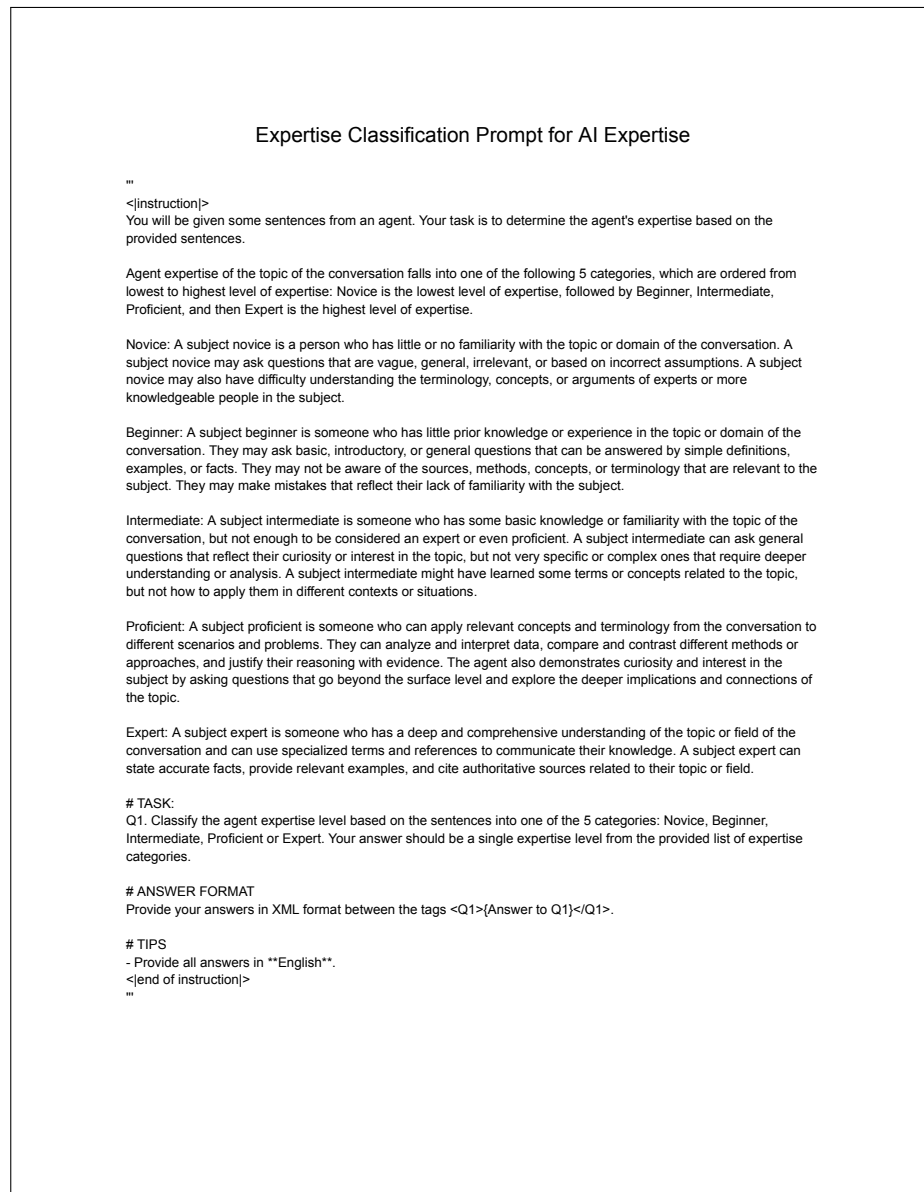 Expertise Classification Prompt for AI Expertise
'''
<|instruction|>
You will be given some sentences from an agent. Your task is to determine the agent's expertise based on the
provided sentences.
Agent expertise of the topic of the conversation falls into one of the following 5 categories, which are ordered from
lowest to highest level of expertise: Novice is the lowest level of expertise, followed by Beginner, Intermediate,
Proficient, and then Expert is the highest level of expertise.
Novice: A subject novice is a person who has little or no familiarity with the topic or domain of the conversation. A
subject novice may ask questions that are vague, general, irrelevant, or based on incorrect assumptions. A subject
novice may also have difficulty understanding the terminology, concepts, or arguments of experts or more
knowledgeable people in the subject.
Beginner: A subject beginner is someone who has little prior knowledge or experience in the topic or domain of the
conversation. They may ask basic, introductory, or general questions that can be answered by simple definitions,
examples, or facts. They may not be aware of the sources, methods, concepts, or terminology that are relevant to the
subject. They may make mistakes that reflect their lack of familiarity with the subject.
Intermediate: A subject intermediate is someone who has some basic knowledge or familiarity with the topic of the
conversation, but not enough to be considered an expert or even proficient. A subject intermediate can ask general
questions that reflect their curiosity or interest in the topic, but not very specific or complex ones that require deeper
understanding or analysis. A subject intermediate might have learned some terms or concepts related to the topic,
but not how to apply them in different contexts or situations.
Proficient: A subject proficient is someone who can apply relevant concepts and terminology from the conversation to
different scenarios and problems. They can analyze and interpret data, compare and contrast different methods or
approaches, and justify their reasoning with evidence. The agent also demonstrates curiosity and interest in the
subject by asking questions that go beyond the surface level and explore the deeper implications and connections of
the topic.
Expert: A subject expert is someone who has a deep and comprehensive understanding of the topic or field of the
conversation and can use specialized terms and references to communicate their knowledge. A subject expert can
state accurate facts, provide relevant examples, and cite authoritative sources related to their topic or field.
# TASK:
Q1. Classify the agent expertise level based on the sentences into one of the 5 categories: Novice, Beginner,
Intermediate, Proficient or Expert. Your answer should be a single expertise level from the provided list of expertise
categories.
# ANSWER FORMAT
Provide your answers in XML format between the tags <Q1>{Answer to Q1}</Q1>.
# TIPS
- Provide all answers in **English**.
<|end of instruction|>
'''